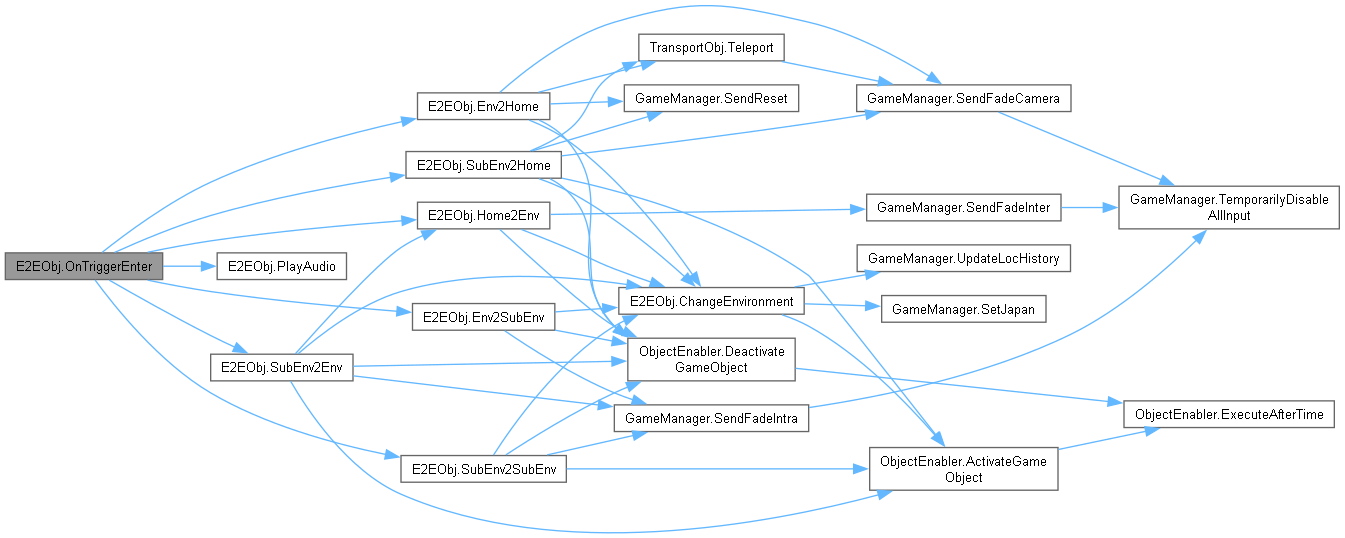 TransportObj.Teleport
E2EObj.Env2Home
GameManager.SendReset
GameManager.SendFadeCamera
E2EObj.SubEnv2Home
E2EObj.Home2Env
GameManager.SendFadeInter
GameManager.TemporarilyDisable
AllInput
E2EObj.OnTriggerEnter
E2EObj.PlayAudio
GameManager.UpdateLocHistory
E2EObj.ChangeEnvironment
GameManager.SetJapan
E2EObj.Env2SubEnv
ObjectEnabler.Deactivate
GameObject
E2EObj.SubEnv2Env
GameManager.SendFadeIntra
ObjectEnabler.ExecuteAfterTime
E2EObj.SubEnv2SubEnv
ObjectEnabler.ActivateGame
Object